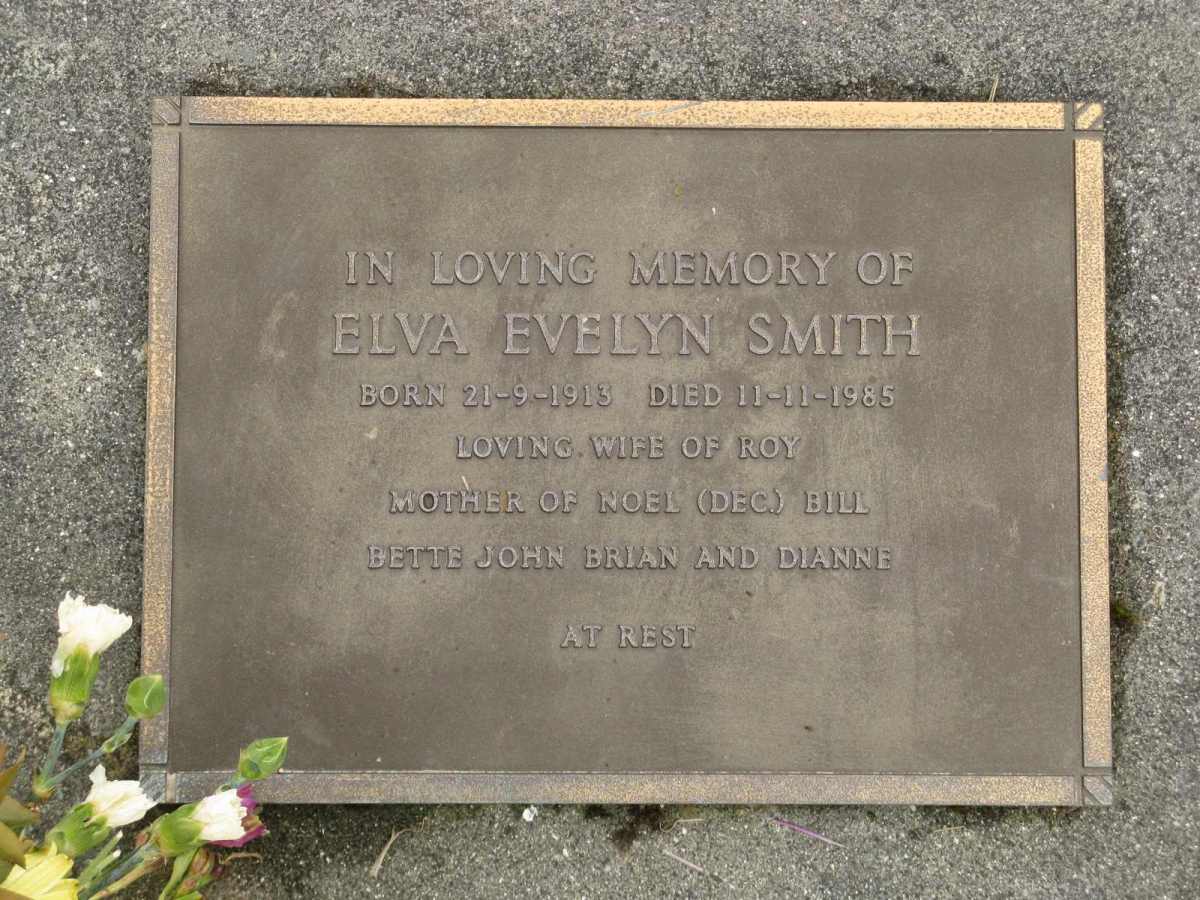 IN LOVING MEMORY OF
ELVA EVELYN SMITH
BORN 21-9-1913 DIED 11-11-1985
LOVING WIFE OF ROY
MOTHER OF NOEL (DEC.) BILL
BETTE JOHN BRIAN AND DIANNE
AT REST